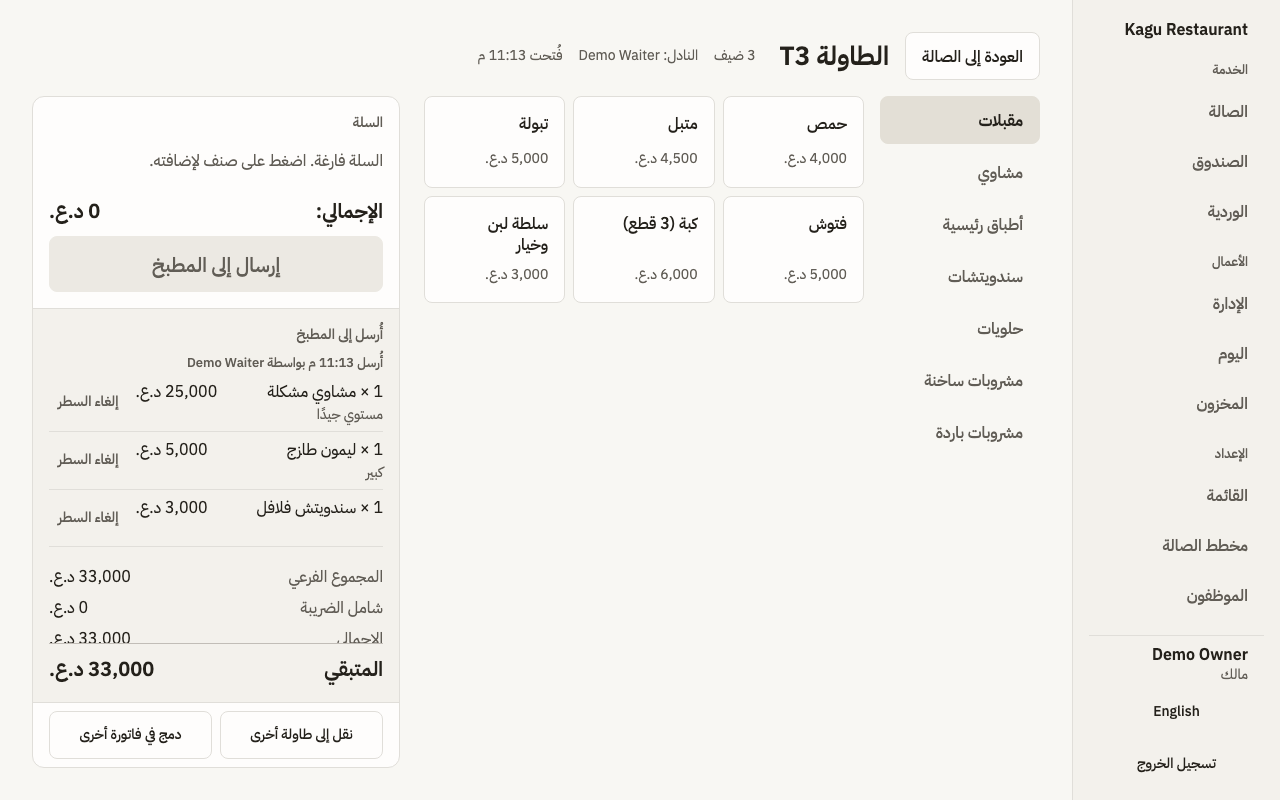 Kagu Restaurant
الخدمة
الصالة
الصندوق
الوردية
الأعمال
الإدارة
اليوم
المخزون
الإعداد
القائمة
مخطط الصالة
الموظفون
Demo Owner
مالك
English
تسجيل الخروج
العودة إلى الصالة
الطاولة T3
3 ضيف
النادل: Demo Waiter
فُتحت 11:13 م
مقبلات
مشاوي
أطباق رئيسية
سندويتشات
حلويات
مشروبات ساخنة
مشروبات باردة
حمص
4,000 د.ع.
متبل
4,500 د.ع.
تبولة
5,000 د.ع.
فتوش
5,000 د.ع.
كبة (3 قطع)
6,000 د.ع.
سلطة لبن
وخيار
3,000 د.ع.
السلة
السلة فارغة. اضغط على صنف لإضافته.
الإجمالي: 0 د.ع.
إرسال إلى المطبخ
أُرسل إلى المطبخ
أُرسل 11:13 م بواسطة Demo Waiter
1 × مشاوي مشكلة 25,000 د.ع. إلغاء السطر
مستوي جيدًا
1 × ليمون طازج 5,000 د.ع. إلغاء السطر
كبير
1 × سندويتش فلافل 3,000 د.ع. إلغاء السطر
المجموع الفرعي 33,000 د.ع.
شامل الضريبة 0 د.ع.
الإجمالي 33,000 د.ع.
المتبقي 33,000 د.ع.
نقل إلى طاولة أخرى
دمج في فاتورة أخرى